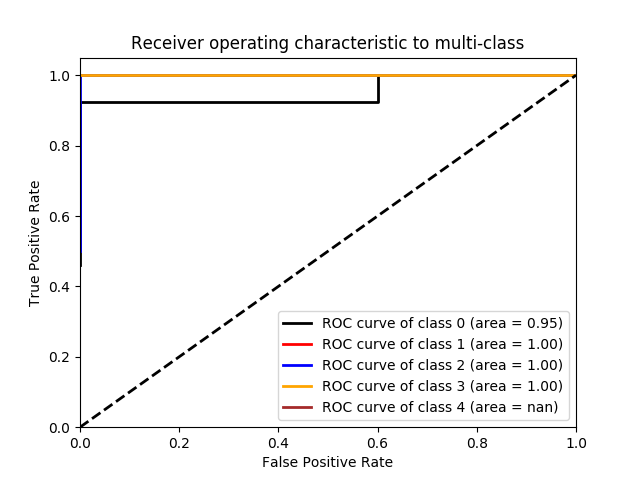 Receiver operating characteristic to multi-class
1.0
0.8
0.6
0.4
0.2
0.0
True Positive Rate
ROC curve of class 0 (area = 0.95)
ROC curve of class 1 (area = 1.00)
ROC curve of class 2 (area = 1.00)
ROC curve of class 3 (area = 1.00)
ROC curve of class 4 (area = nan)
0.0 0.2 0.4 0.6 0.8 1.0
False Positive Rate